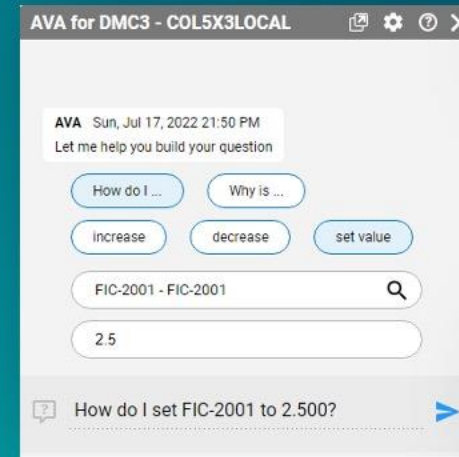 AVA for DMC3 - COL5X3LOCAL
AVA Sun, Jul 17, 2022 21:50 PM
Let me help you build your question
How do I ... Why is ...
increase decrease set value
FIC-2001 - FIC-2001
2.5
How do I set FIC-2001 to 2.500?